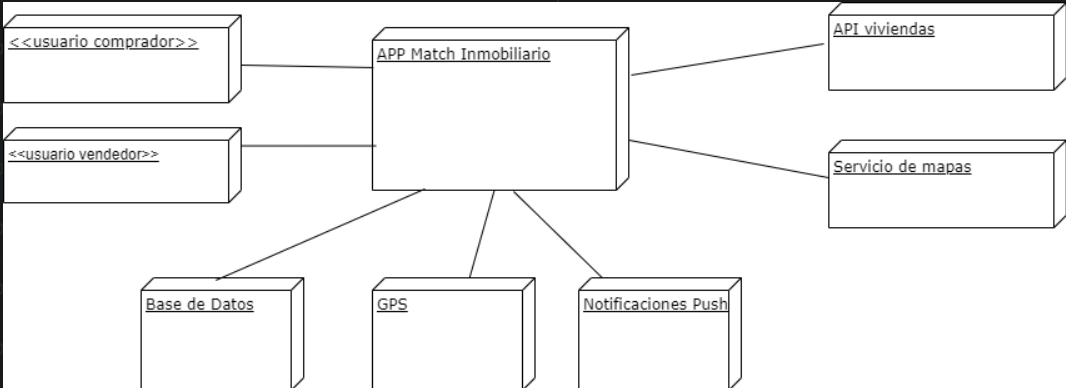 <<usuario comprador>>
APP Match Inmobiliario
API viviendas
<<usuario vendedor>>
Servicio de mapas
Base de Datos
GPS
Notificaciones Push